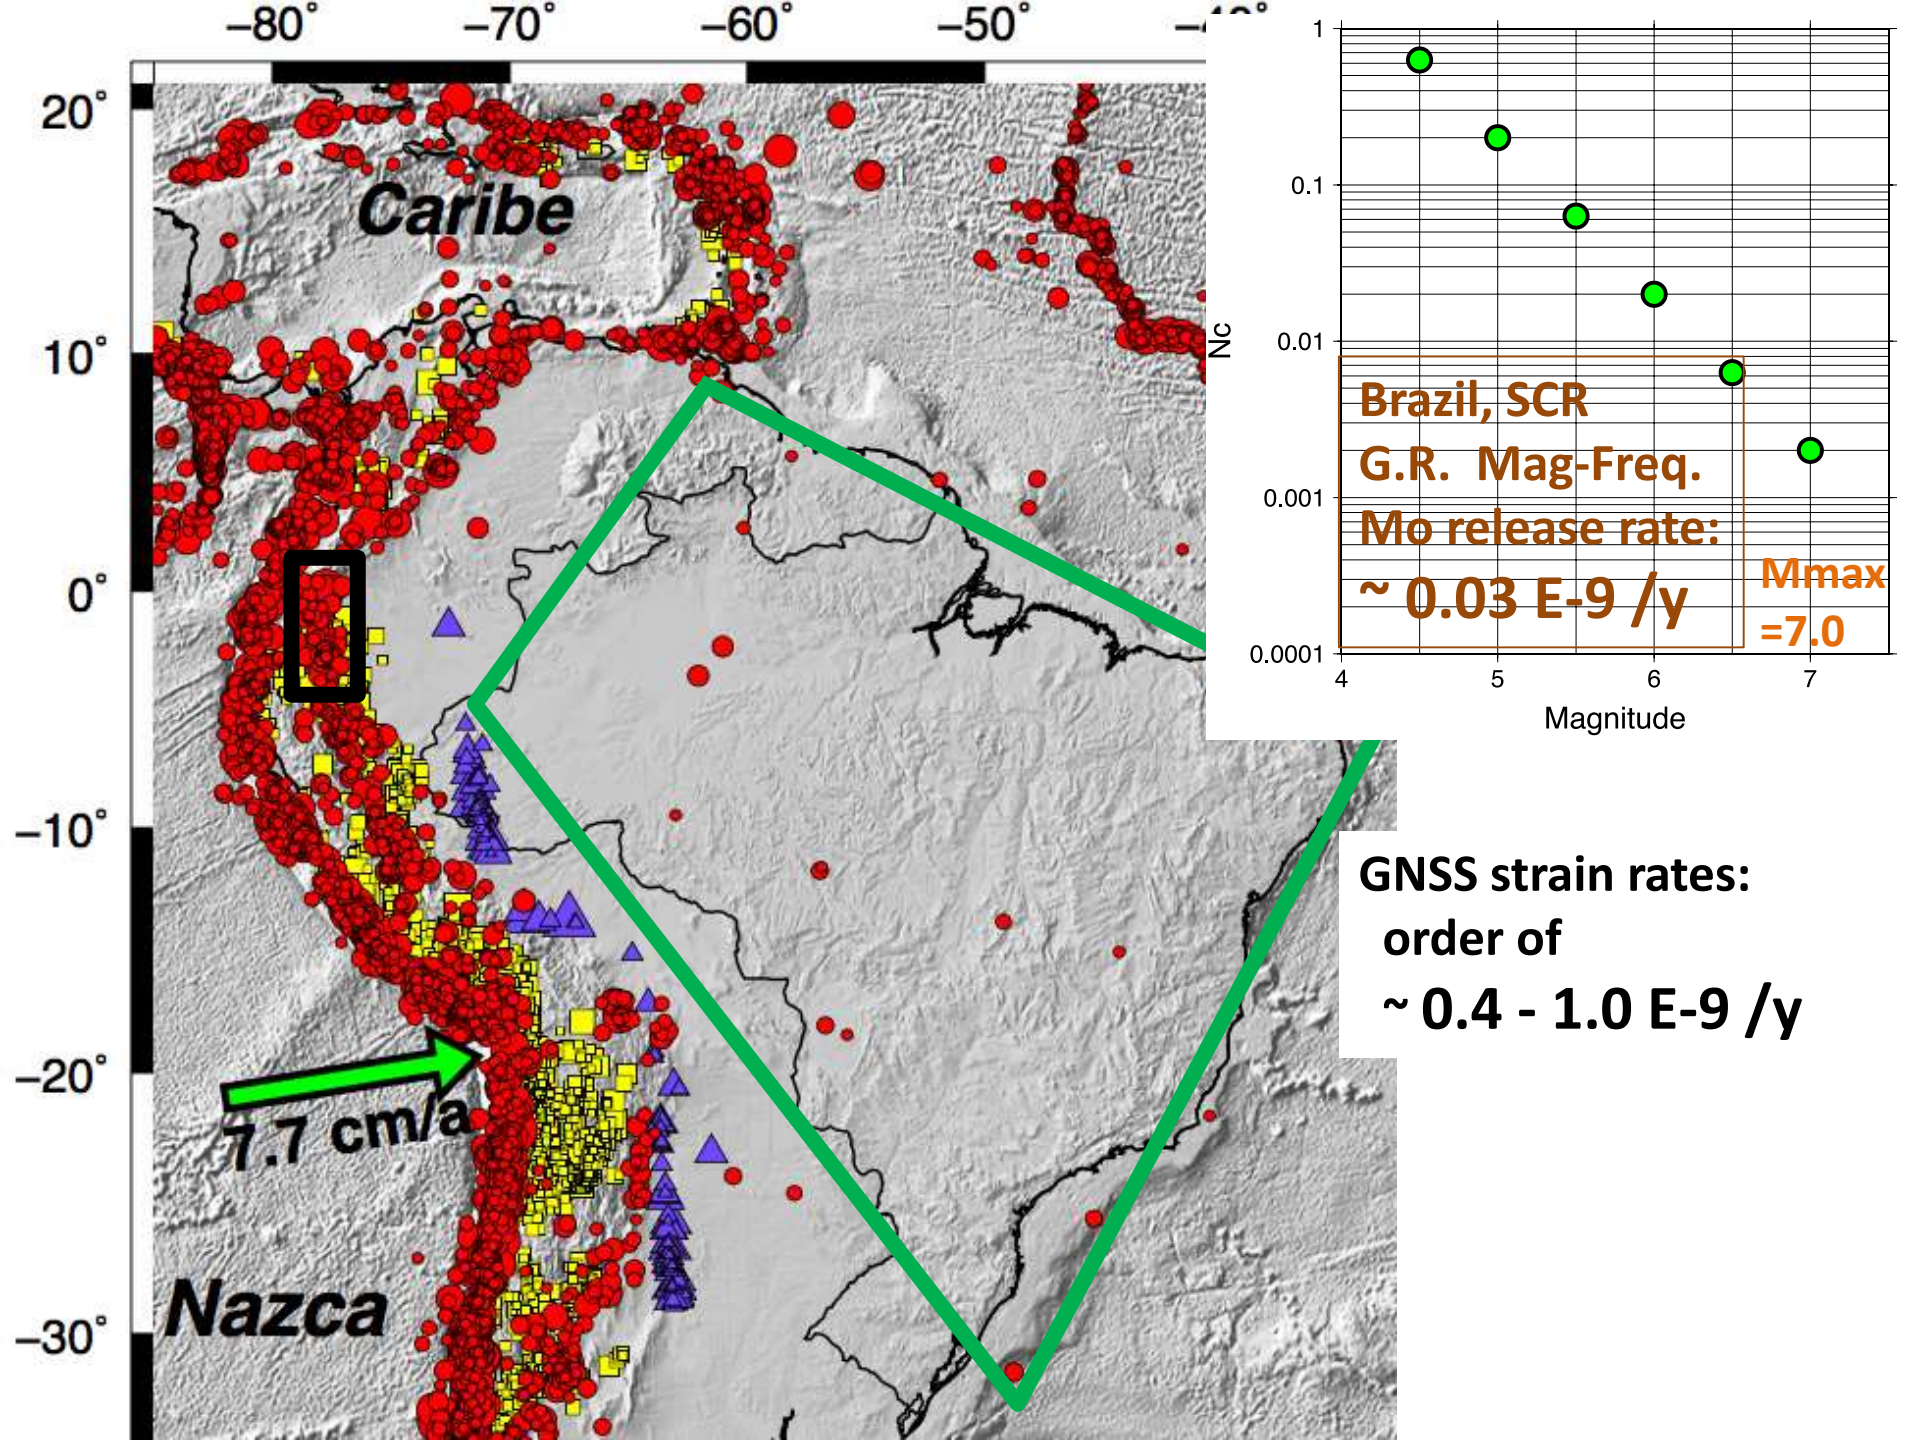 −80° −70° −60° −50° −40°
20°
10°
0°
−10°
−20°
−30°
Caribe
7.7 cm/a
Nazca
1
0.1
0.01
0.001
0.0001
Nc
4 5 6 7
Magnitude
Brazil, SCR
G.R. Mag-Freq.
Mo release rate:
~ 0.03 E-9 /y
Mmax
=7.0
GNSS strain rates:
order of
~ 0.4 - 1.0 E-9 /y